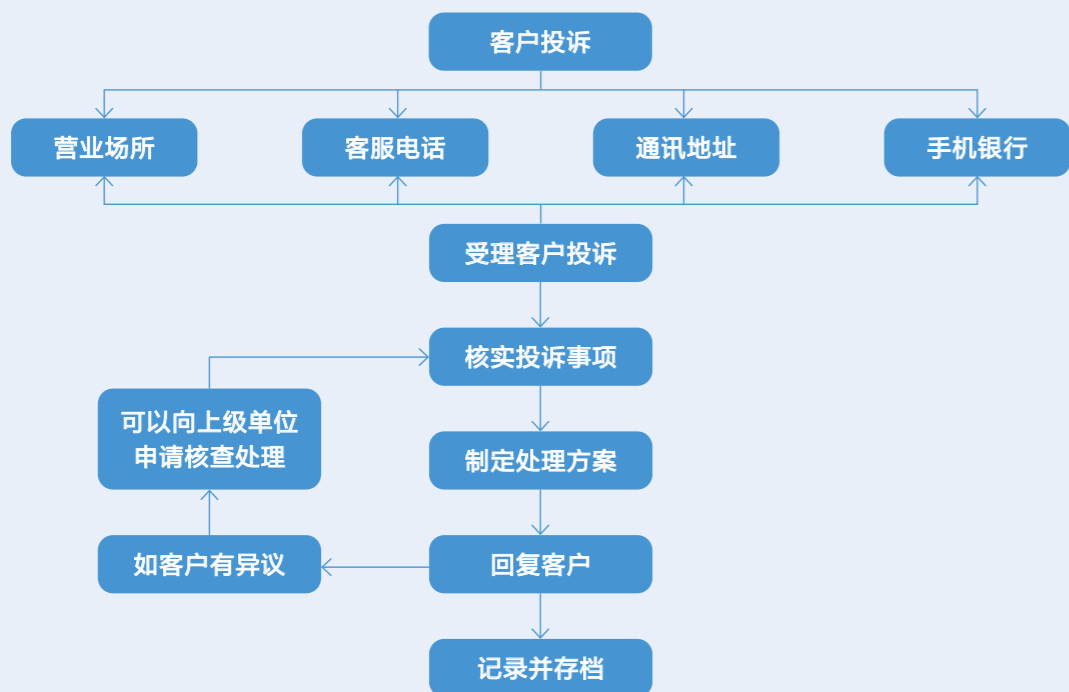 客户投诉
营业场所
客服电话
通讯地址
手机银行
受理客户投诉
核实投诉事项
可以向上级单位
申请核查处理
制定处理方案
如客户有异议
回复客户
记录并存档